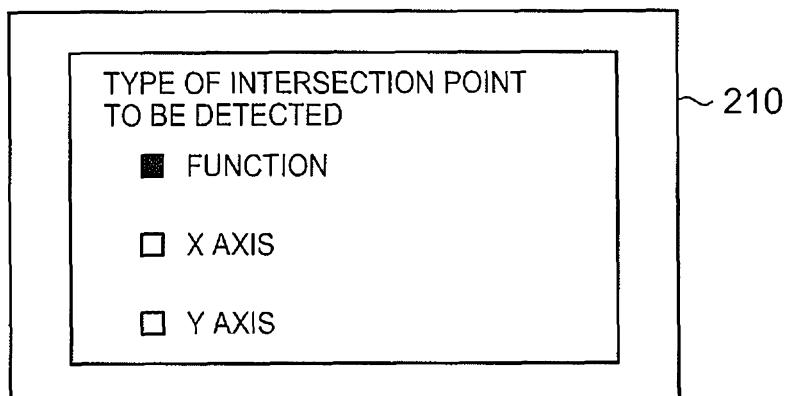 TYPE OF INTERSECTION POINT
TO BE DETECTED
FUNCTION
X AXIS
Y AXIS
210